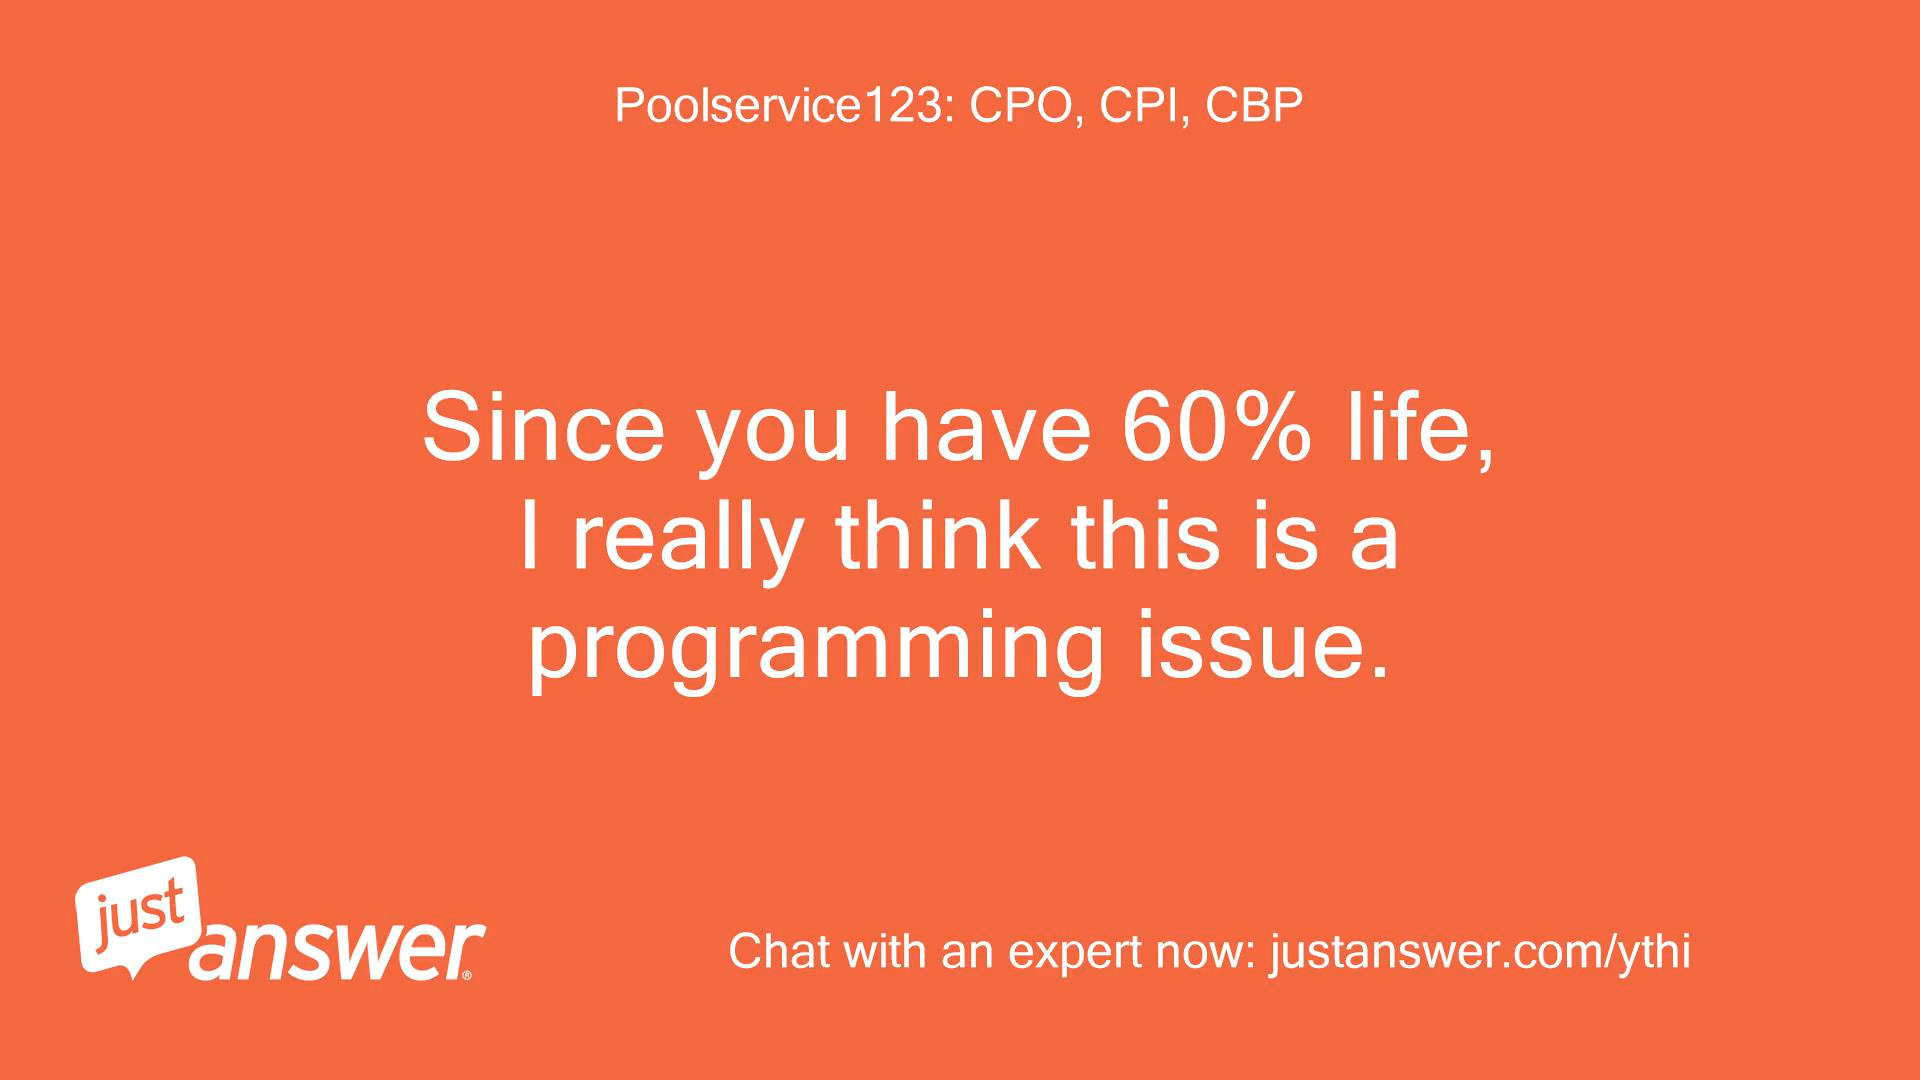 Poolservice123: CPO, CPI, CBP
Since you have 60% life,
I really think this is a
programming issue.
just
answer®
Chat with an expert now: justanswer.com/ythi